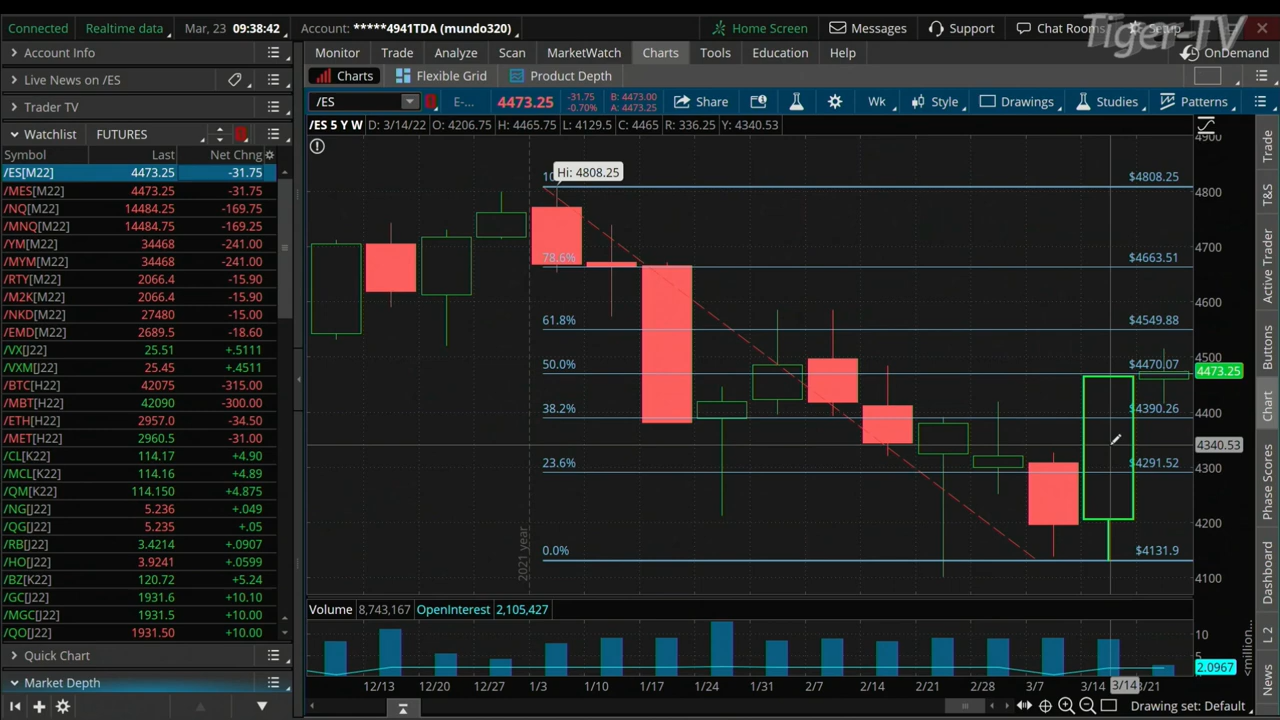 Connected Realtime data Mar, 23 09:38:42 Account: *****4941TDA (mundo320) Home Screen Messages Support Chat Rooms Setup
Tiger-TV
Account Info Monitor Trade Analyze Scan MarketWatch Charts Tools Education Help OnDemand
Live News on /ES Charts Flexible Grid Product Depth
Trader TV /ES E-... 4473.25 -31.75 -0.70% B: 4473.00 A: 4473.25 Share Wk Style Drawings Studies Patterns
Watchlist FUTURES /ES 5 Y W D: 3/14/22 O: 4206.75 H: 4465.75 L: 4129.5 C: 4465 R: 336.25 Y: 4340.53
Symbol Last Net Chng
/ES[M22] 4473.25 -31.75
/MES[M22] 4473.25 -31.75
/NQ[M22] 14484.25 -169.75
/MNQ[M22] 14484.75 -169.25
/YM[M22] 34468 -241.00
/MYM[M22] 34468 -241.00
/RTY[M22] 2066.4 -15.90
/M2K[M22] 2066.4 -15.90
/NKD[M22] 27480 -15.00
/EMD[M22] 2689.5 -18.60
/VX[J22] 25.51 +.5111
/VXM[J22] 25.45 +.4511
/BTC[H22] 42075 -315.00
/MBT[H22] 42090 -300.00
/ETH[H22] 2957.0 -34.50
/MET[H22] 2960.5 -31.00
/CL[K22] 114.17 +4.90
/MCL[K22] 114.16 +4.89
/QM[K22] 114.150 +4.875
/NG[J22] 5.236 +.049
/QG[J22] 5.235 +.05
/RB[J22] 3.4214 +.0907
/HO[J22] 3.9241 +.0599
/BZ[K22] 120.72 +5.24
/GC[J22] 1931.6 +10.10
/MGC[J22] 1931.5 +10.00
/QO[J22] 1931.50 +10.00
Quick Chart
Market Depth
4900
Hi: 4808.25
10 $4808.25
4800
4700
78.6% $4663.51
4600
61.8% $4549.88
4500
50.0% $4470.07
4473.25
38.2% $4390.26
4400
4340.53
4300
23.6% $4291.52
4200
0.0% $4131.9
4100
2021 year
Volume 8,743,167 OpenInterest 2,105,427
10
5
2.0967
<million...
12/13 12/20 12/27 1/3 1/10 1/17 1/24 1/31 2/7 2/14 2/21 2/28 3/7 3/14 3/14 3/21
Drawing set: Default
Trade
T&S
Active Trader
Buttons
Chart
Phase Scores
Dashboard
L 2
News